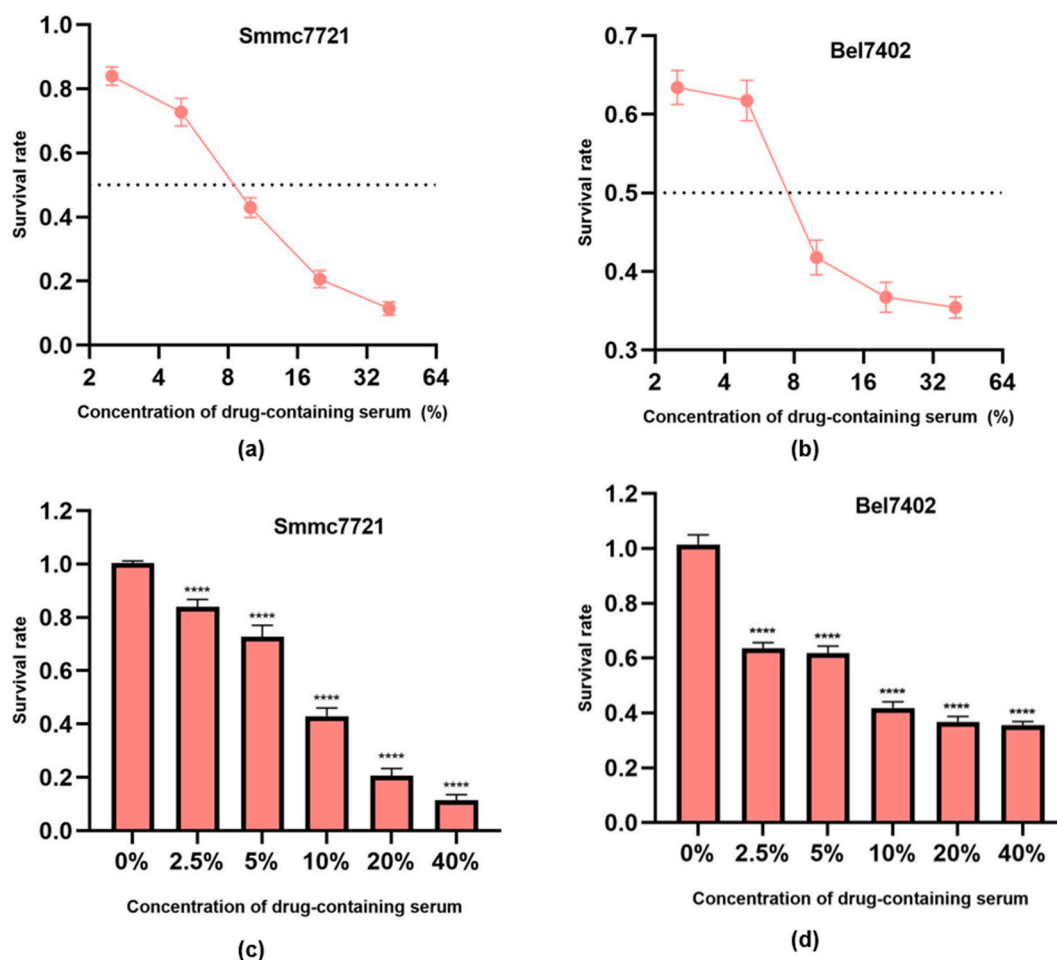 Smmc7721
Survival rate
1.0
0.8
0.6
0.4
0.2
0.0
2 4 8 16 32 64
Concentration of drug-containing serum (%)
(a)
Bel7402
Survival rate
0.7
0.6
0.5
0.4
0.3
2 4 8 16 32 64
Concentration of drug-containing serum (%)
(b)
Smmc7721
Survival rate
1.2
1.0
0.8
0.6
0.4
0.2
0.0
****
****
****
****
****
0% 2.5% 5% 10% 20% 40%
Concentration of drug-containing serum
(c)
Bel7402
Survival rate
1.2
1.0
0.8
0.6
0.4
0.2
0.0
****
****
****
****
****
0% 2.5% 5% 10% 20% 40%
Concentration of drug-containing serum
(d)